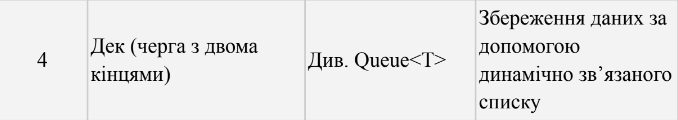 4
Дек (черга з двома
кінцями)
Див. Queue<T>
Збереження даних за
допомогою
динамічно зв’язаного
списку